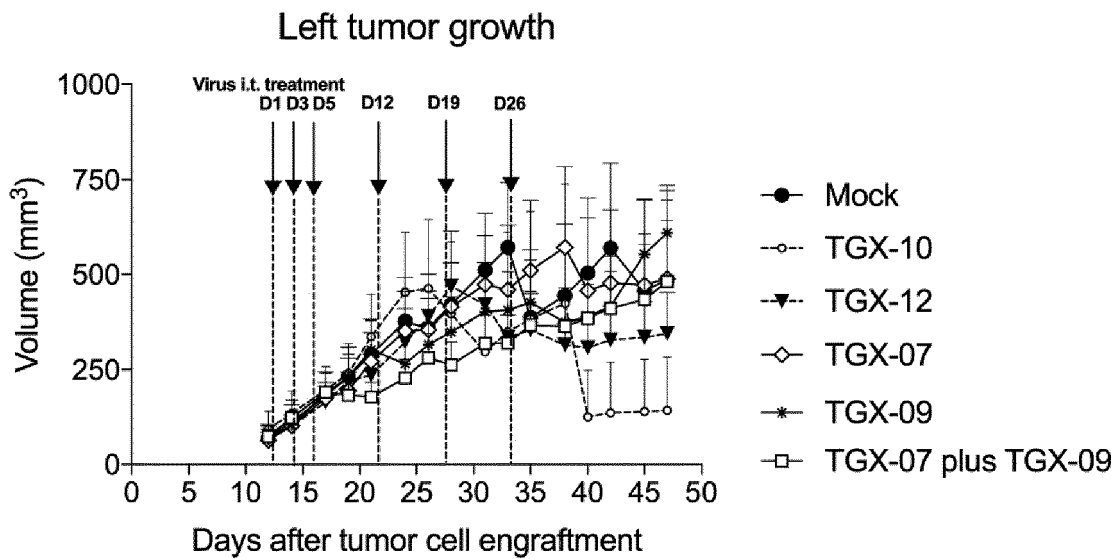 Left tumor growth
Virus i.t. treatment
D1 D3 D5 D12 D19 D26
1000
750
500
250
0
Volume (mm³)
0 5 10 15 20 25 30 35 40 45 50
Days after tumor cell engraftment
Mock
TGX-10
TGX-12
TGX-07
TGX-09
TGX-07 plus TGX-09